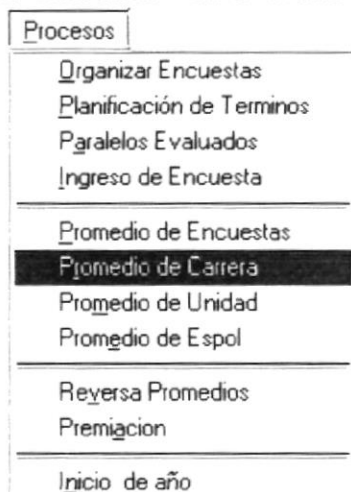 Procesos
Organizar Encuestas
Planificación de Terminos
Paralelos Evaluados
Ingreso de Encuesta
Promedio de Encuestas
Promedio de Carrera
Promedio de Unidad
Promedio de Espol
Reversa Promedios
Premiacion
Inicio de año